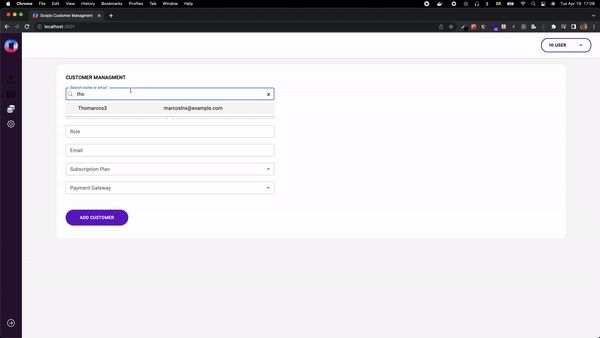 Chrome File Edit View History Bookmarks Profiles Tab Window Help
Tue Apr 19 17:08
Ecopio Customer Managment
localhost:3001
HI USER
CUSTOMER MANAGMENT
Search name or email
tho
Thomarcos3 marcoslns@example.com
Role
Email
Subscription Plan
Payment Gateway
ADD CUSTOMER